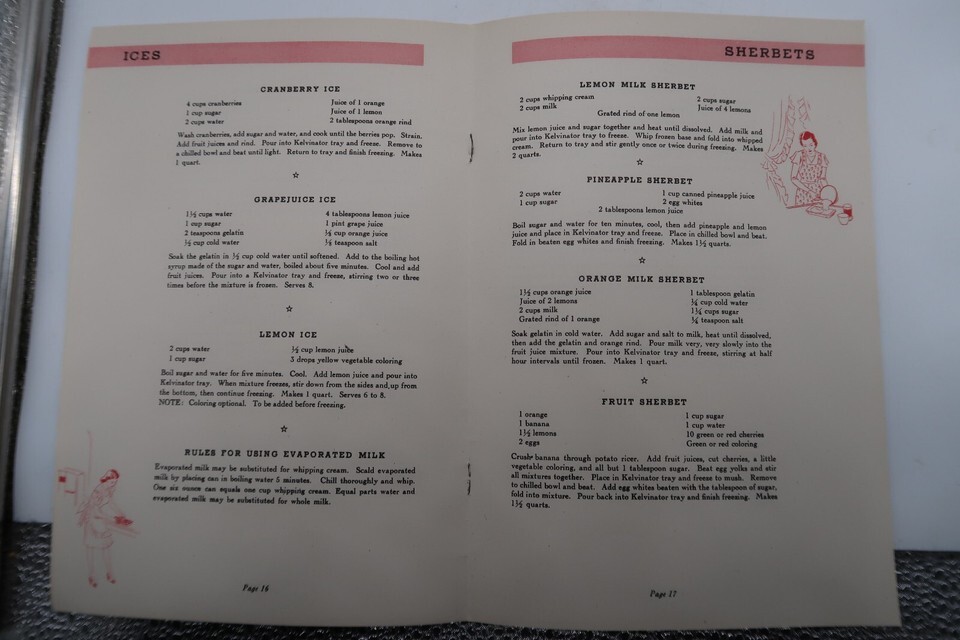 ICES
CRANBERRY ICE
4 cups cranberries
1 cup sugar
2 cups water
Juice of 1 orange
Juice of 1 lemon
2 tablespoons orange rind
Wash cranberries, add sugar and water, and cook until the berries pop. Strain.
Add fruit juices and rind. Pour into Kelvinator tray and freeze. Remove to
a chilled bowl and beat until light. Return to tray and finish freezing. Makes
1 quart.
GRAPEJUICE ICE
1½ cups water
1 cup sugar
2 teaspoons gelatin
½ cup cold water
4 tablespoons lemon juice
1 pint grape juice
½ cup orange juice
½ teaspoon salt
Soak the gelatin in ½ cup cold water until softened. Add to the boiling hot
syrup made of the sugar and water, boiled about five minutes. Cool and add
fruit juices. Pour into a Kelvinator tray and freeze, stirring two or three
times before the mixture is frozen. Serves 8.
LEMON ICE
2 cups water
1 cup sugar
½ cup lemon juice
3 drops yellow vegetable coloring
Boil sugar and water for five minutes. Cool. Add lemon juice and pour into
Kelvinator tray. When mixture freezes, stir down from the sides and up from
the bottom, then continue freezing. Makes 1 quart. Serves 6 to 8.
NOTE: Coloring optional. To be added before freezing.
RULES FOR USING EVAPORATED MILK
Evaporated milk may be substituted for whipping cream. Scald evaporated
milk by placing can in boiling water 5 minutes. Chill thoroughly and whip.
One six ounce can equals one cup whipping cream. Equal parts water and
evaporated milk may be substituted for whole milk.
Page 16
SHERBETS
LEMON MILK SHERBET
2 cups whipping cream
2 cups milk
2 cups sugar
Juice of 4 lemons
Grated rind of one lemon
Mix lemon juice and sugar together and heat until dissolved. Add milk and
pour into Kelvinator tray to freeze. Whip frozen base and fold into whipped
cream. Return to tray and stir gently once or twice during freezing. Makes
2 quarts.
PINEAPPLE SHERBET
2 cups water
1 cup sugar
1 cup canned pineapple juice
2 egg whites
2 tablespoons lemon juice
Boil sugar and water for ten minutes, cool, then add pineapple and lemon
juice and place in Kelvinator tray and freeze. Place in chilled bowl and beat.
Fold in beaten egg whites and finish freezing. Makes 1½ quarts.
ORANGE MILK SHERBET
1½ cups orange juice
Juice of 2 lemons
2 cups milk
Grated rind of 1 orange
1 tablespoon gelatin
¼ cup cold water
1¼ cups sugar
¼ teaspoon salt
Soak gelatin in cold water. Add sugar and salt to milk, heat until dissolved,
then add the gelatin and orange rind. Pour milk very, very slowly into the
fruit juice mixture. Pour into Kelvinator tray and freeze, stirring at half
hour intervals until frozen. Makes 1 quart.
FRUIT SHERBET
1 orange
1 banana
1½ lemons
2 eggs
1 cup sugar
1 cup water
10 green or red cherries
Green or red coloring
Crush banana through potato ricer. Add fruit juices, cut cherries, a little
vegetable coloring, and all but 1 tablespoon sugar. Beat egg yolks and stir
all mixtures together. Place in Kelvinator tray and freeze to mush. Remove
to chilled bowl and beat. Add egg whites beaten with the tablespoon of sugar,
fold into mixture. Pour back into Kelvinator tray and finish freezing. Makes
1½ quarts.
Page 17